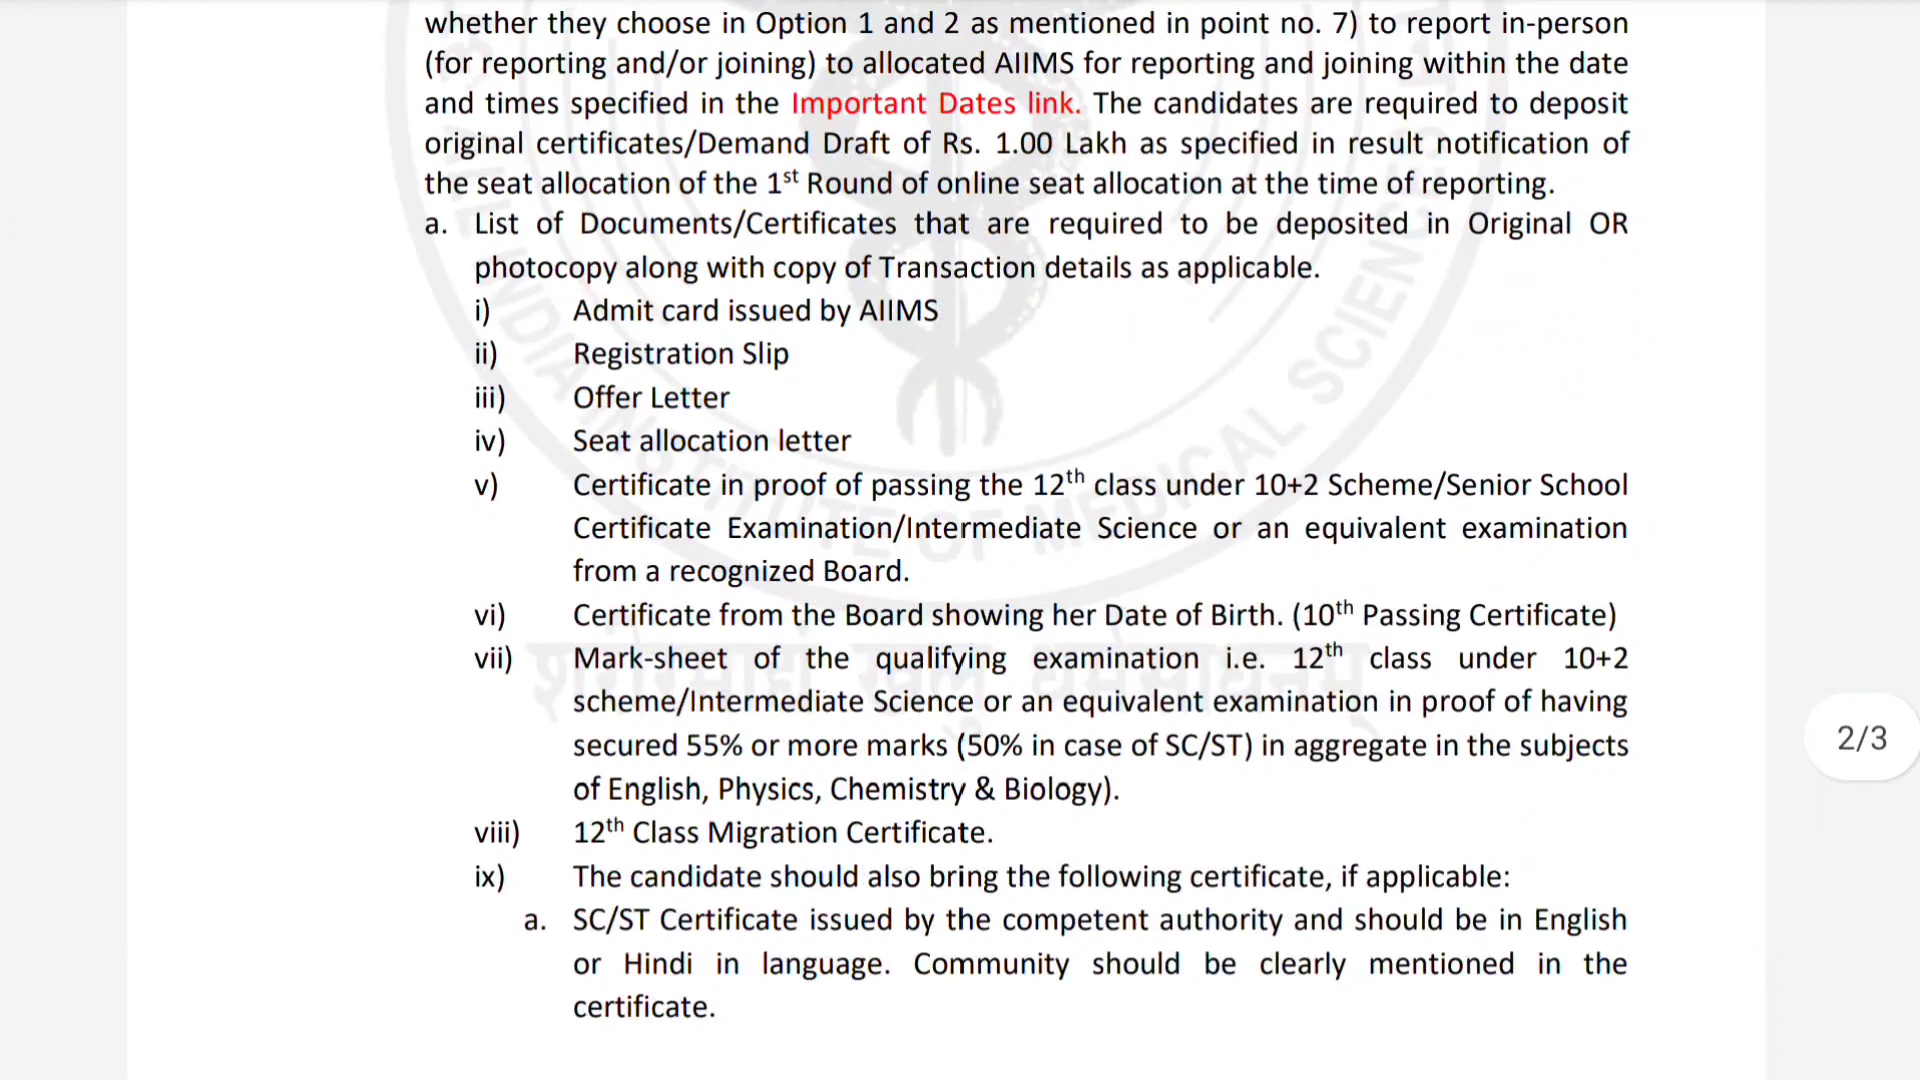 whether they choose in Option 1 and 2 as mentioned in point no. 7) to report in-person
(for reporting and/or joining) to allocated AIIMS for reporting and joining within the date
and times specified in the Important Dates link. The candidates are required to deposit
original certificates/Demand Draft of Rs. 1.00 Lakh as specified in result notification of
the seat allocation of the 1st Round of online seat allocation at the time of reporting.
a. List of Documents/Certificates that are required to be deposited in Original OR
photocopy along with copy of Transaction details as applicable.
i) Admit card issued by AIIMS
ii) Registration Slip
iii) Offer Letter
iv) Seat allocation letter
v) Certificate in proof of passing the 12th class under 10+2 Scheme/Senior School
Certificate Examination/Intermediate Science or an equivalent examination
from a recognized Board.
vi) Certificate from the Board showing her Date of Birth. (10th Passing Certificate)
vii) Mark-sheet of the qualifying examination i.e. 12th class under 10+2
scheme/Intermediate Science or an equivalent examination in proof of having
secured 55% or more marks (50% in case of SC/ST) in aggregate in the subjects
of English, Physics, Chemistry & Biology).
viii) 12th Class Migration Certificate.
ix) The candidate should also bring the following certificate, if applicable:
a. SC/ST Certificate issued by the competent authority and should be in English
or Hindi in language. Community should be clearly mentioned in the
certificate.
2/3